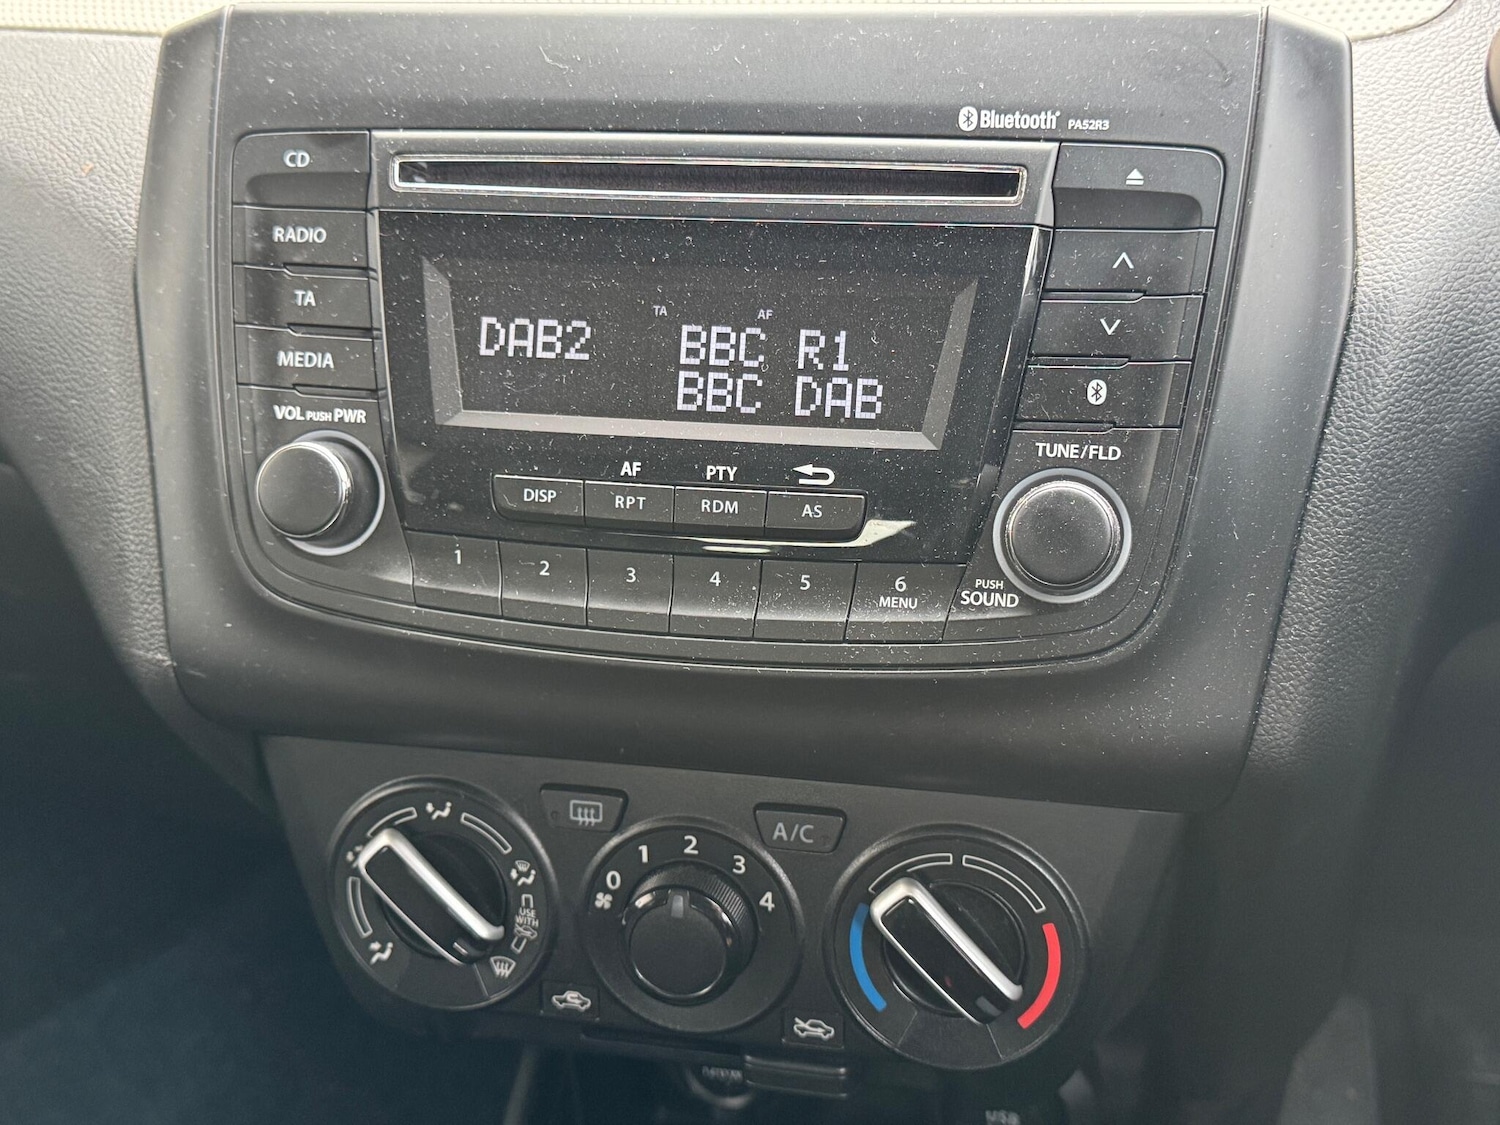 Bluetooth PA52R3
CD
RADIO
TA
MEDIA
VOL PUSH PWR
TA AF
DAB2 BBC R1
BBC DAB
TUNE/FLD
AF PTY
DISP RPT RDM AS
1 2 3 4 5 6
MENU
PUSH
SOUND
A/C
0 1 2 3 4
USE
WITH
USB